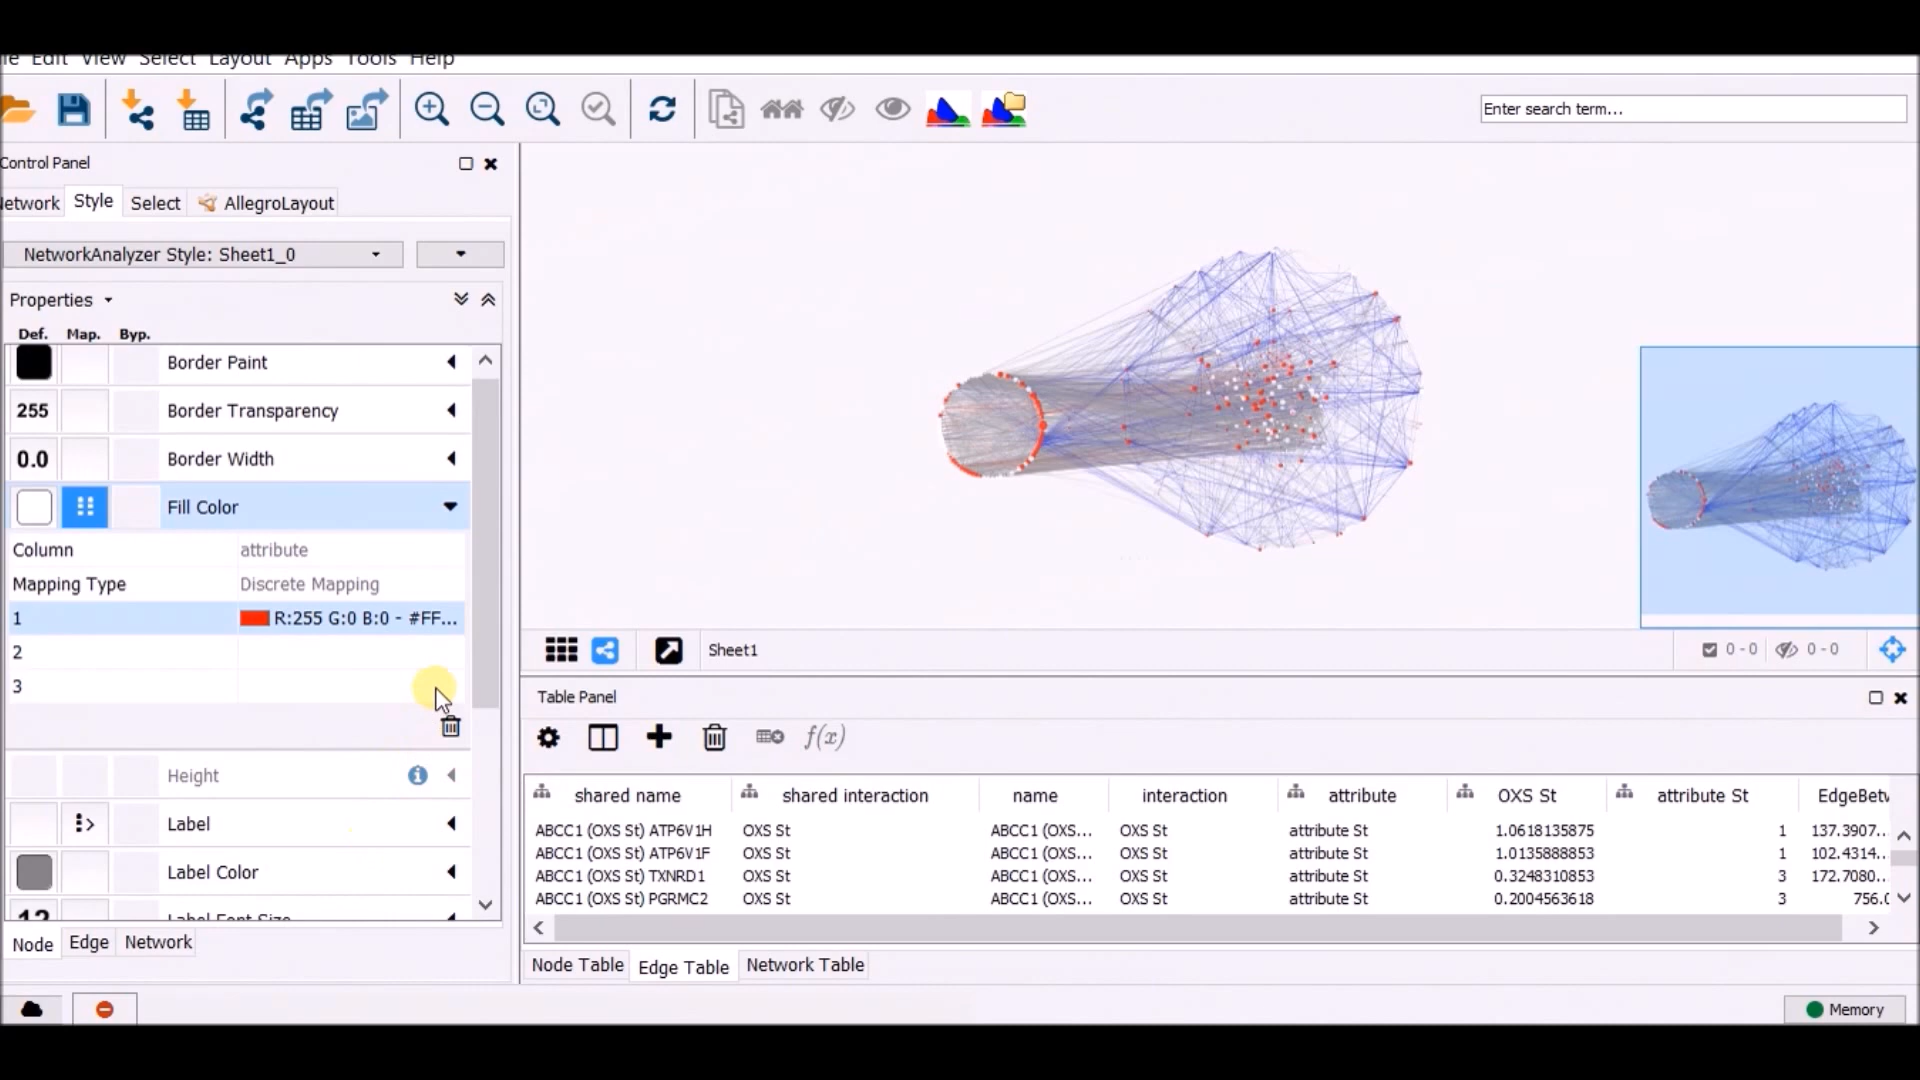 Edit View Select Layout Apps Tools Help
Enter search term...
Control Panel
Network Style Select AllegroLayout
NetworkAnalyzer Style: Sheet1_0
Properties
Def. Map. Byp.
Border Paint
255 Border Transparency
0.0 Border Width
Fill Color
Column attribute
Mapping Type Discrete Mapping
1 R:255 G:0 B:0 - #FF...
2
3
Height
Label
Label Color
12 Label Font Size
Node Edge Network
Sheet1
0 - 0 0 - 0
Table Panel
f(x)
shared name shared interaction name interaction attribute OXS St attribute St EdgeBetw
ABCC1 (OXS St) ATP6V1H OXS St ABCC1 (OXS... OXS St attribute St 1.0618135875 1 137.3907...
ABCC1 (OXS St) ATP6V1F OXS St ABCC1 (OXS... OXS St attribute St 1.0135888853 1 102.4314...
ABCC1 (OXS St) TXNRD1 OXS St ABCC1 (OXS... OXS St attribute St 0.3248310853 3 172.7080...
ABCC1 (OXS St) PGRMC2 OXS St ABCC1 (OXS... OXS St attribute St 0.2004563618 3 756.0
Node Table Edge Table Network Table
Memory